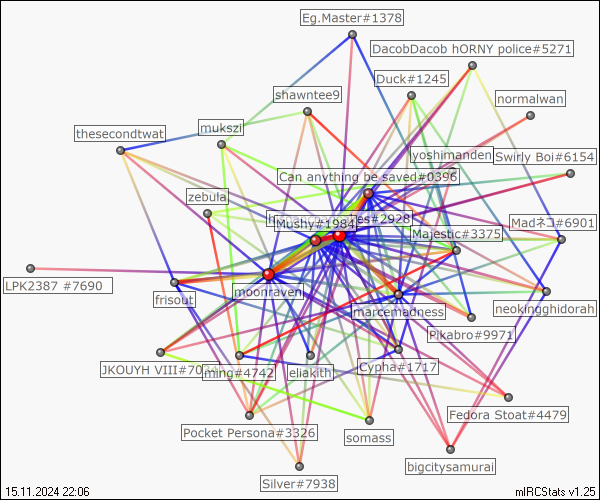 Eg.Master#1378
DacobDacob hORNY police#5271
Duck#1245
shawntee9
normalwan
thesecondtwat
mukszi
yoshimanden
Swirly Boi#6154
Can anything be saved#0396
zebula
Mushy#1984
es#2928
Majestic#3375
Madネコ#6901
LPK2387 #7690
frisout
moonraven
marcemadness
neokingghidorah
Pikabro#9971
JKOUYH VIII#70
ming#4742
eliakith
Cypha#1717
Fedora Stoat#4479
Pocket Persona#3326
somass
bigcitysamurai
Silver#7938
15.11.2024 22:06
mIRCStats v1.25